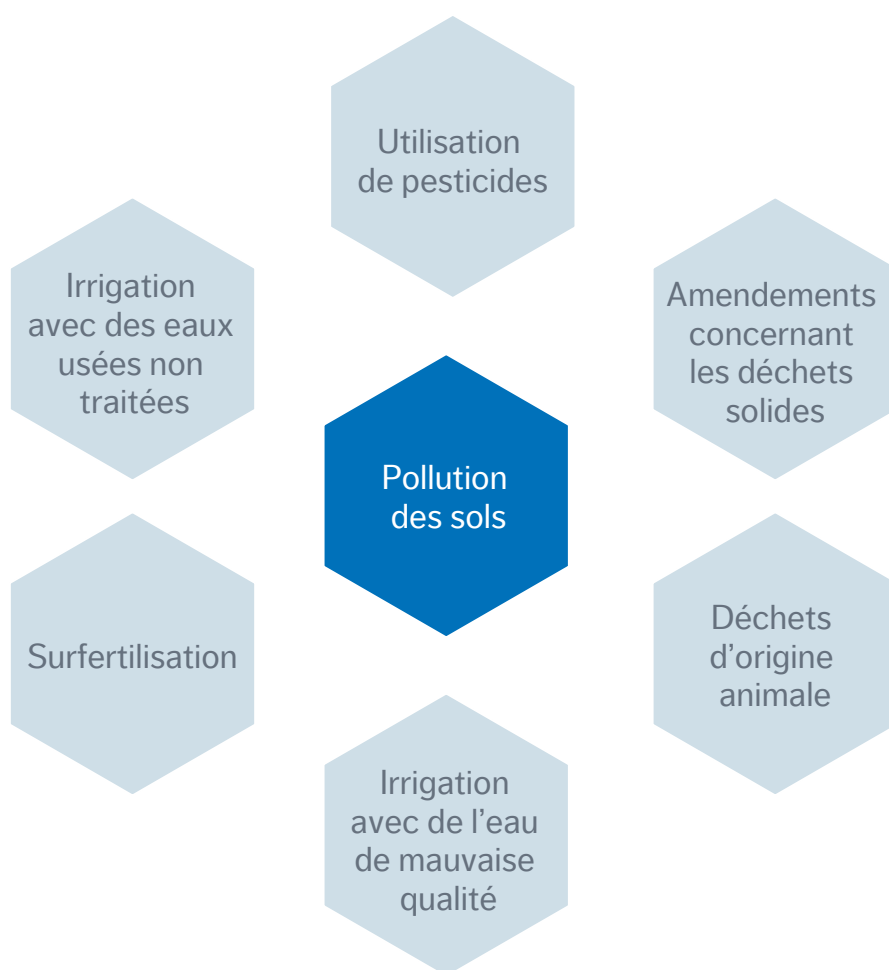 Utilisation
de pesticides
Irrigation
avec des eaux
usées non
traitées
Amendements
concernant
les déchets
solides
Pollution
des sols
Surfertilisation
Déchets
d'origine
animale
Irrigation
avec de l'eau
de mauvaise
qualité